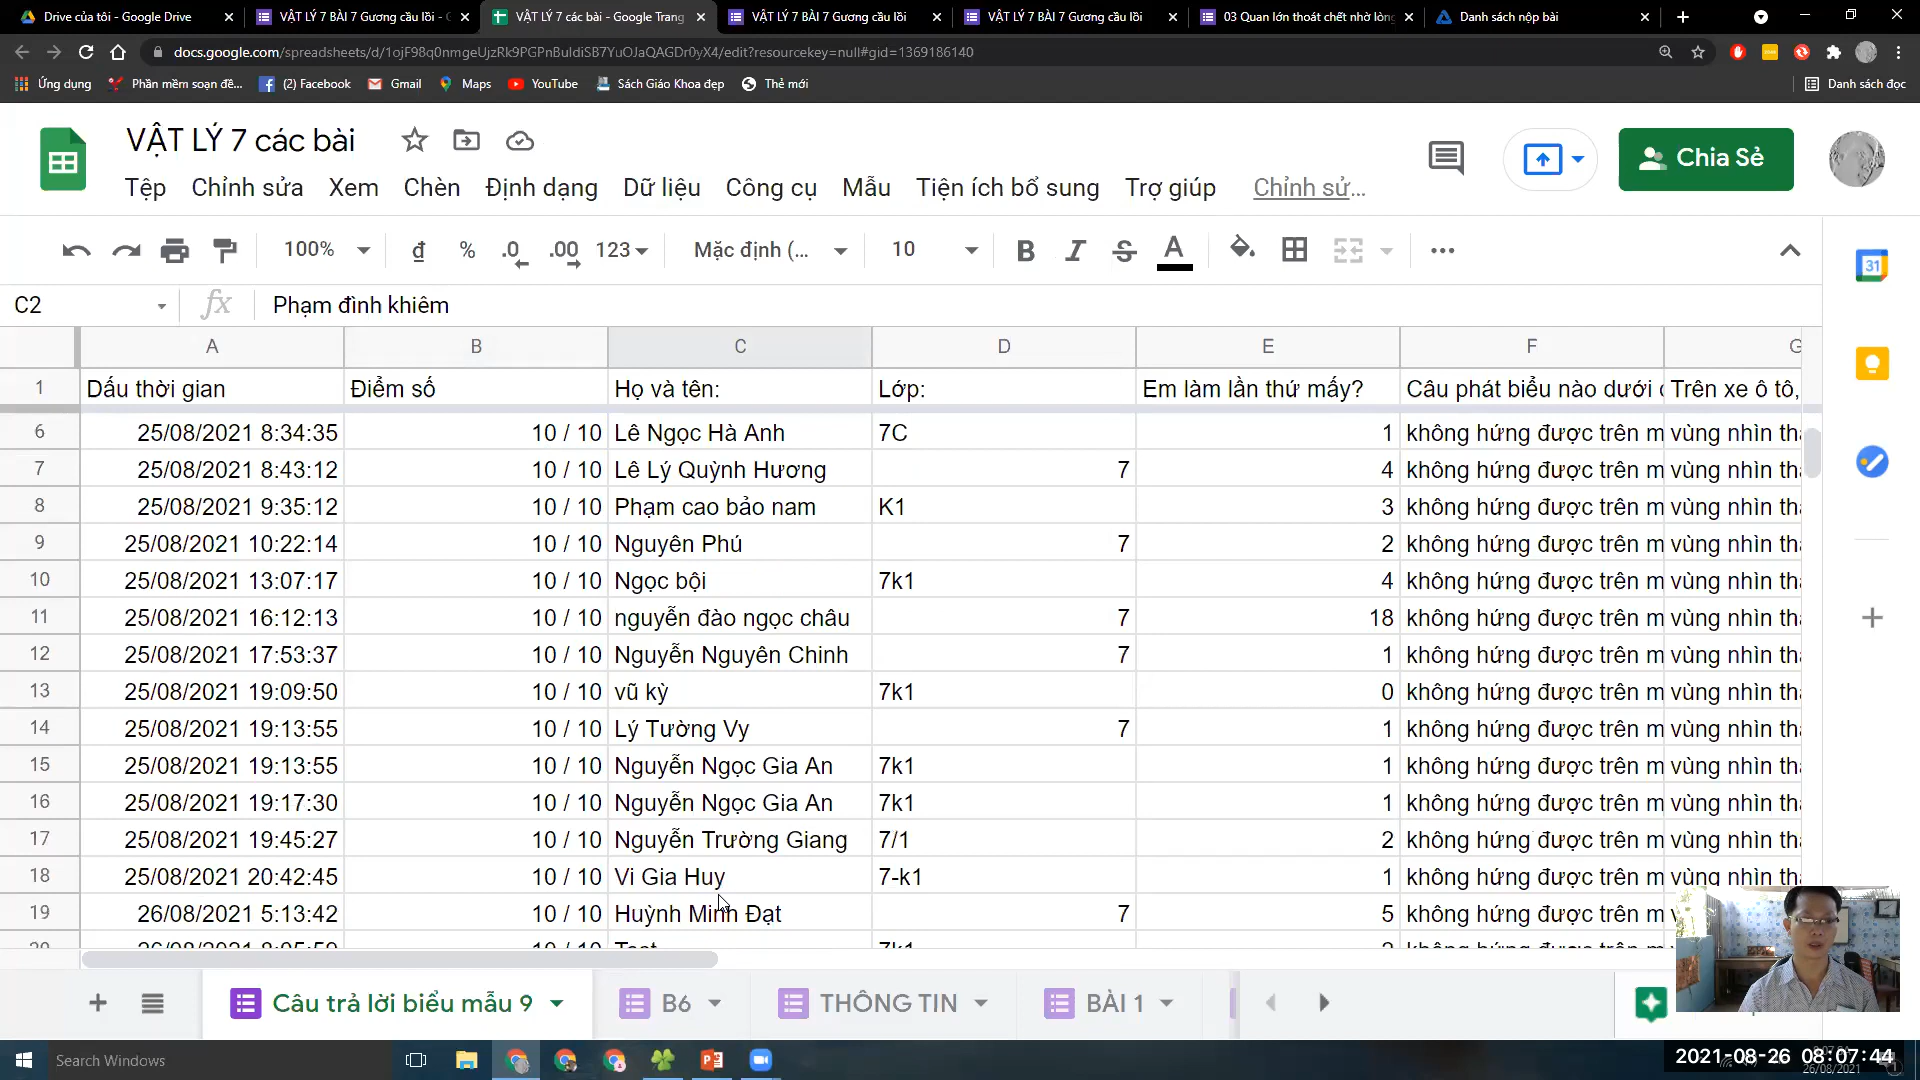 Drive của tôi - Google Drive
VẬT LÝ 7 BÀI 7 Gương cầu lồi -
VẬT LÝ 7 các bài - Google Trang
VẬT LÝ 7 BÀI 7 Gương cầu lồi
VẬT LÝ 7 BÀI 7 Gương cầu lồi
03 Quan lớn thoát chết nhờ lòn
Danh sách nộp bài
docs.google.com/spreadsheets/d/1ojF98q0nmgeUjzRk9PGPnBuIdiSB7YuOJaQAGDr0yX4/edit?resourcekey=null#gid=1369186140
Ứng dụng
Phần mềm soạn đề...
(2) Facebook
Gmail
Maps
YouTube
Sách Giáo Khoa đẹp
Thẻ mới
Danh sách đọc
VẬT LÝ 7 các bài
Tệp Chỉnh sửa Xem Chèn Định dạng Dữ liệu Công cụ Mẫu Tiện ích bổ sung Trợ giúp Chỉnh sử...
Chia Sẻ
100% đ % .0 .00 123 Mặc định (... 10 B I S A
31
C2 fx Phạm đình khiêm
A B C D E F G
1 Dấu thời gian Điểm số Họ và tên: Lớp: Em làm lần thứ mấy? Câu phát biểu nào dưới Trên xe ô tô,
6 25/08/2021 8:34:35 10 / 10 Lê Ngọc Hà Anh 7C 1 không hứng được trên m vùng nhìn th
7 25/08/2021 8:43:12 10 / 10 Lê Lý Quỳnh Hương 7 4 không hứng được trên m vùng nhìn th
8 25/08/2021 9:35:12 10 / 10 Phạm cao bảo nam K1 3 không hứng được trên m vùng nhìn th
9 25/08/2021 10:22:14 10 / 10 Nguyên Phú 7 2 không hứng được trên m vùng nhìn th
10 25/08/2021 13:07:17 10 / 10 Ngọc bội 7k1 4 không hứng được trên m vùng nhìn th
11 25/08/2021 16:12:13 10 / 10 nguyễn đào ngọc châu 7 18 không hứng được trên m vùng nhìn th
12 25/08/2021 17:53:37 10 / 10 Nguyễn Nguyên Chinh 7 1 không hứng được trên m vùng nhìn th
13 25/08/2021 19:09:50 10 / 10 vũ kỳ 7k1 0 không hứng được trên m vùng nhìn th
14 25/08/2021 19:13:55 10 / 10 Lý Tường Vy 7 1 không hứng được trên m vùng nhìn th
15 25/08/2021 19:13:55 10 / 10 Nguyễn Ngọc Gia An 7k1 1 không hứng được trên m vùng nhìn th
16 25/08/2021 19:17:30 10 / 10 Nguyễn Ngọc Gia An 7k1 1 không hứng được trên m vùng nhìn th
17 25/08/2021 19:45:27 10 / 10 Nguyễn Trường Giang 7/1 2 không hứng được trên m vùng nhìn th
18 25/08/2021 20:42:45 10 / 10 Vi Gia Huy 7-k1 1 không hứng được trên m vùng nhìn th
19 26/08/2021 5:13:42 10 / 10 Huỳnh Minh Đạt 7 5 không hứng được trên m
Câu trả lời biểu mẫu 9
B6
THÔNG TIN
BÀI 1
Search Windows
2021-08-26 08:07:44
26/08/2021